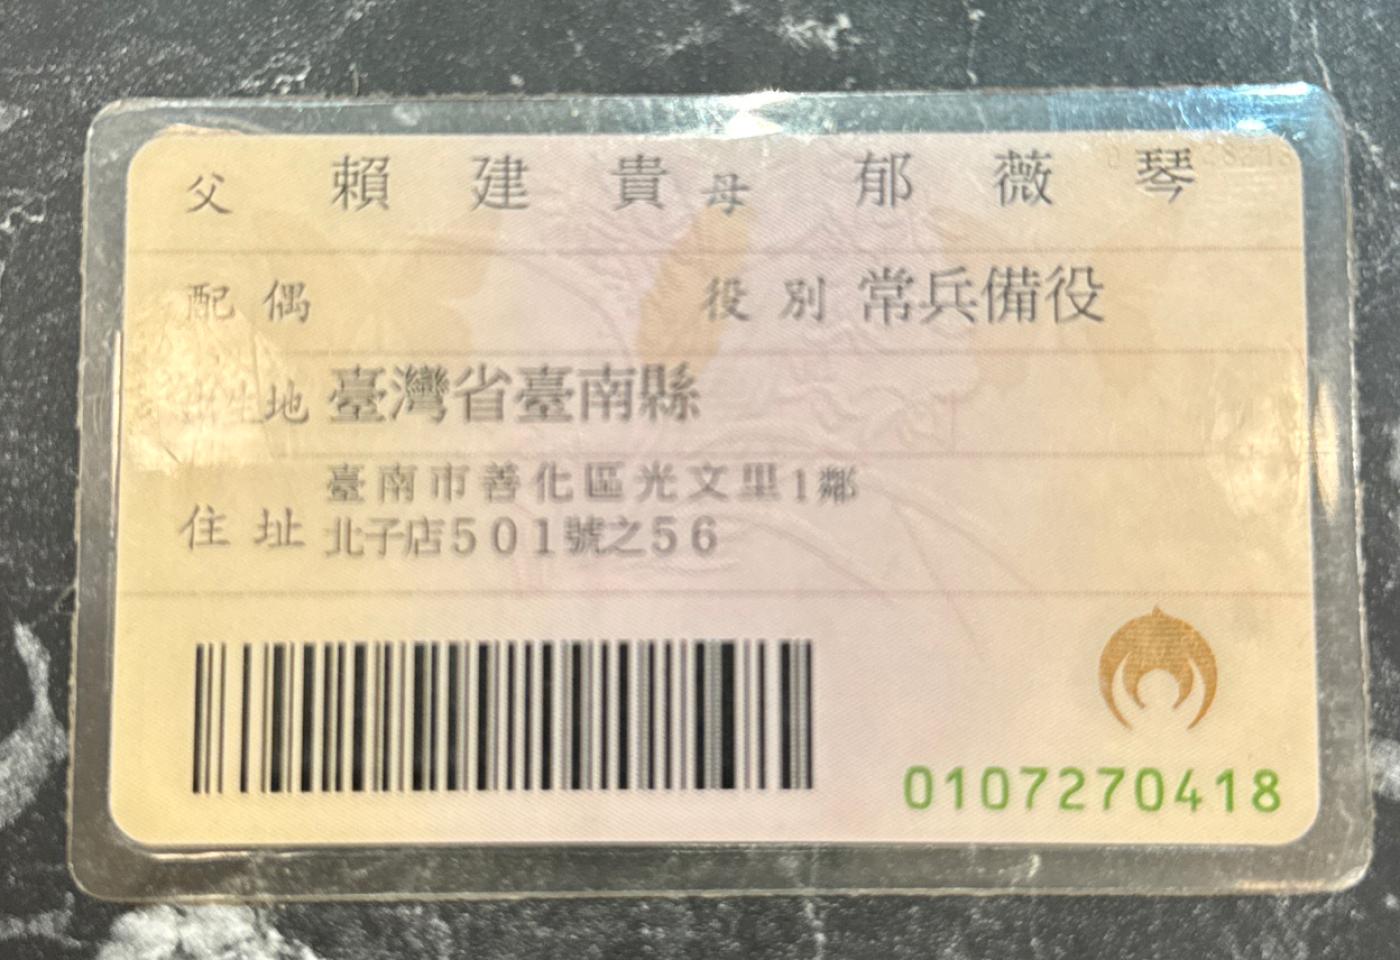 父 賴建貴 母 郁薇琴
配偶 役別 常兵備役
出生地 臺灣省臺南縣
住址 臺南市善化區光文里1鄰
北子店501號之56
0107270418